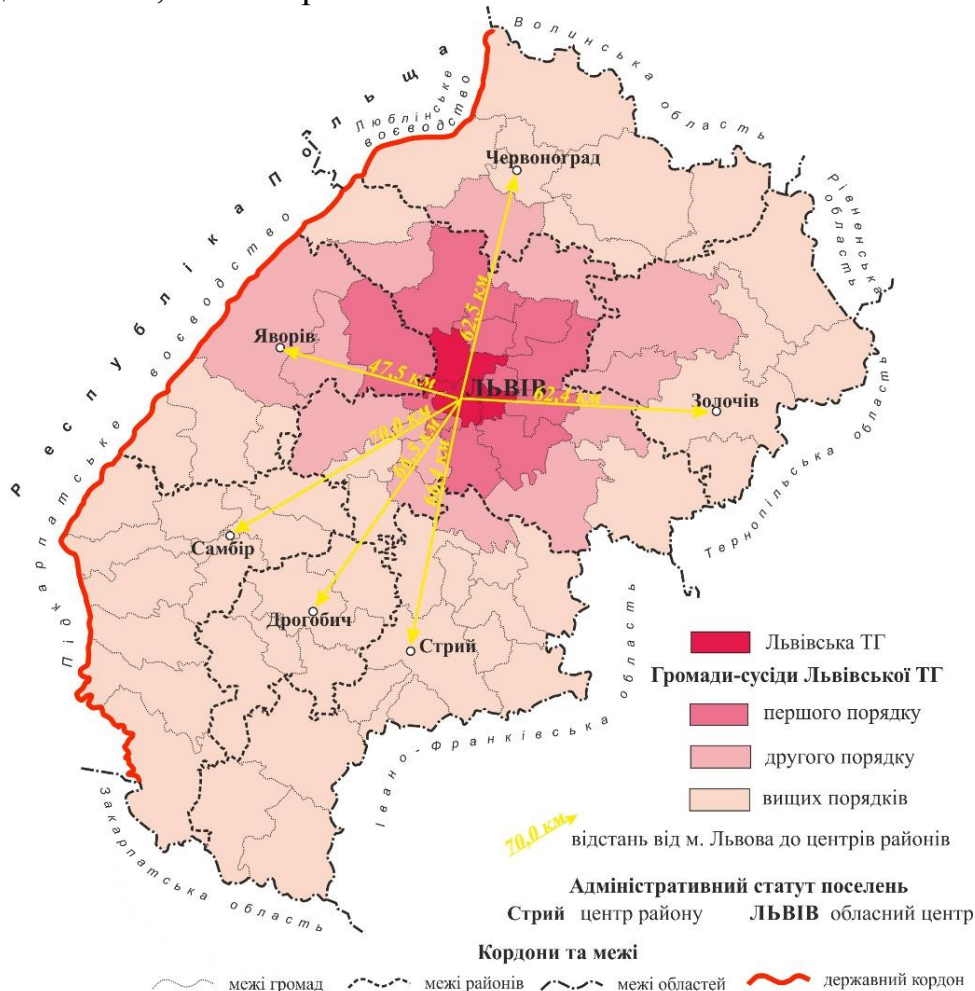 Волинська область
Республіка Польща
Люблінське
воєводство
Рівненська
область
Червоноград
62,5 км
Підкарпатське воєводство
Яворів
47,5 км
ЛЬВІВ
62,4 км
Золочів
70,0 км
Самбір
Дрогобич
Стрий
Тернопільська область
Івано-Франківська область
Закарпатська область
Львівська ТГ
Громади-сусіди Львівської ТГ
першого порядку
другого порядку
вищих порядків
70,0 км
відстань від м. Львова до центрів районів
Адміністративний статут поселень
Стрий центр району
ЛЬВІВ обласний центр
Кордони та межі
межі громад
межі районів
межі областей
державний кордон